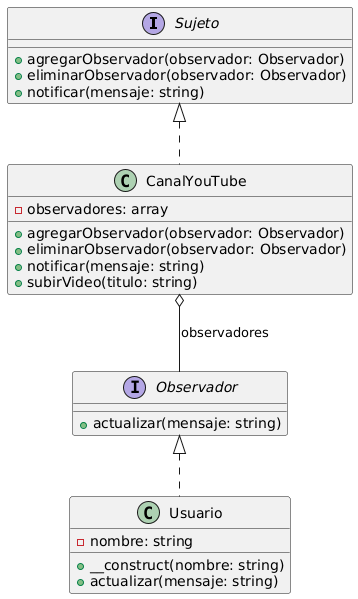 I Sujeto
agregarObservador(observador: Observador)
eliminarObservador(observador: Observador)
notificar(mensaje: string)
C CanalYouTube
observadores: array
agregarObservador(observador: Observador)
eliminarObservador(observador: Observador)
notificar(mensaje: string)
subirVideo(titulo: string)
observadores
I Observador
actualizar(mensaje: string)
C Usuario
nombre: string
__construct(nombre: string)
actualizar(mensaje: string)